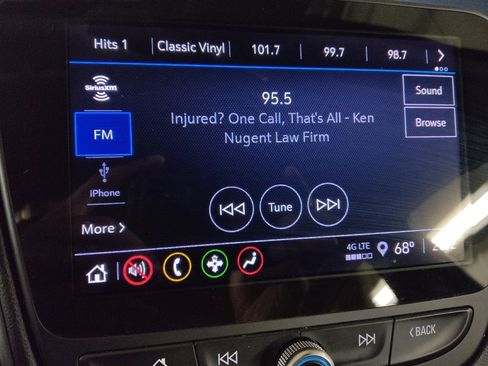 Hits 1 Classic Vinyl 101.7 99.7 98.7
SiriusXM
95.5
Sound
Injured? One Call, That's All - Ken
Nugent Law Firm
FM
Browse
iPhone
Tune
More
4G LTE
68°
BACK